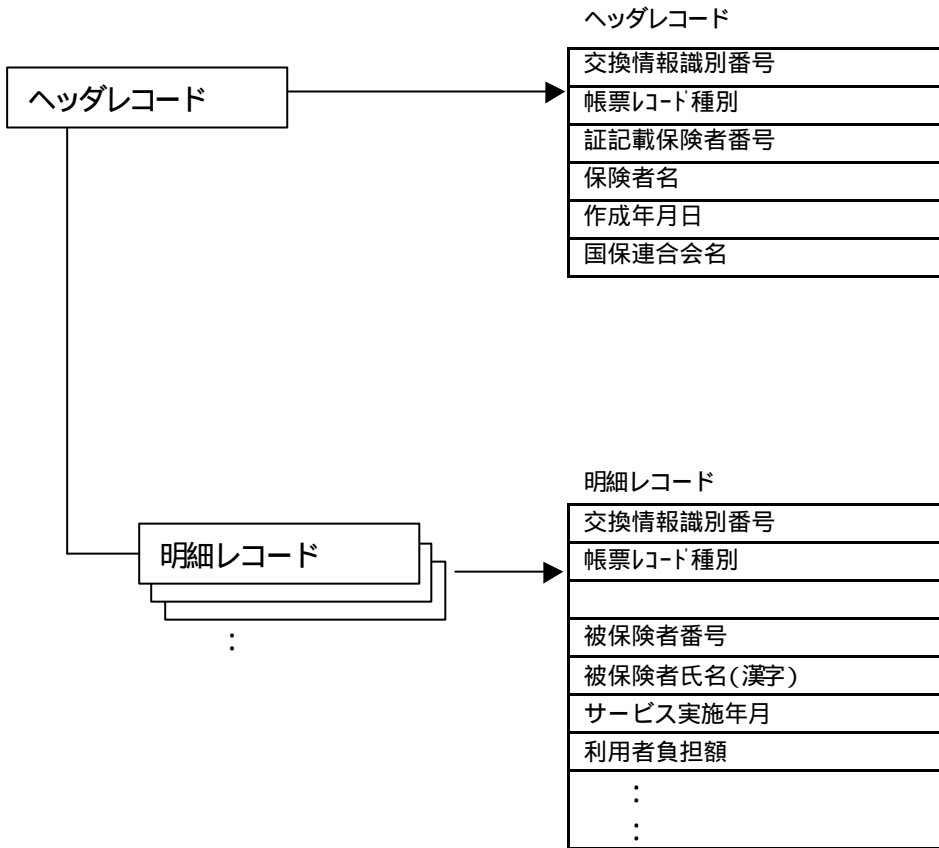 ヘッダレコード
ヘッダレコード
交換情報識別番号
帳票ﾚｺｰﾄﾞ種別
証記載保険者番号
保険者名
作成年月日
国保連合会名
明細レコード
明細レコード
：
交換情報識別番号
帳票ﾚｺｰﾄﾞ種別
被保険者番号
被保険者氏名(漢字)
サービス実施年月
利用者負担額
：
：